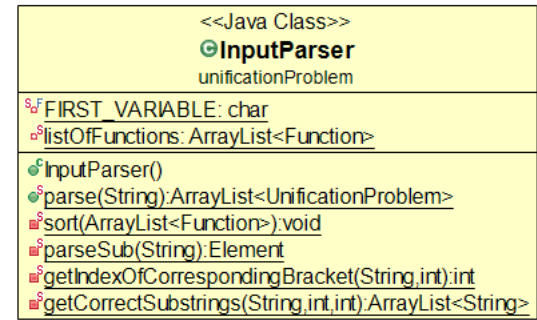 <<Java Class>>
InputParser
unificationProblem
FIRST_VARIABLE: char
listOfFunctions: ArrayList<Function>
InputParser()
parse(String):ArrayList<UnificationProblem>
sort(ArrayList<Function>):void
parseSub(String):Element
getIndexOfCorrespondingBracket(String,int):int
getCorrectSubstrings(String,int,int):ArrayList<String>